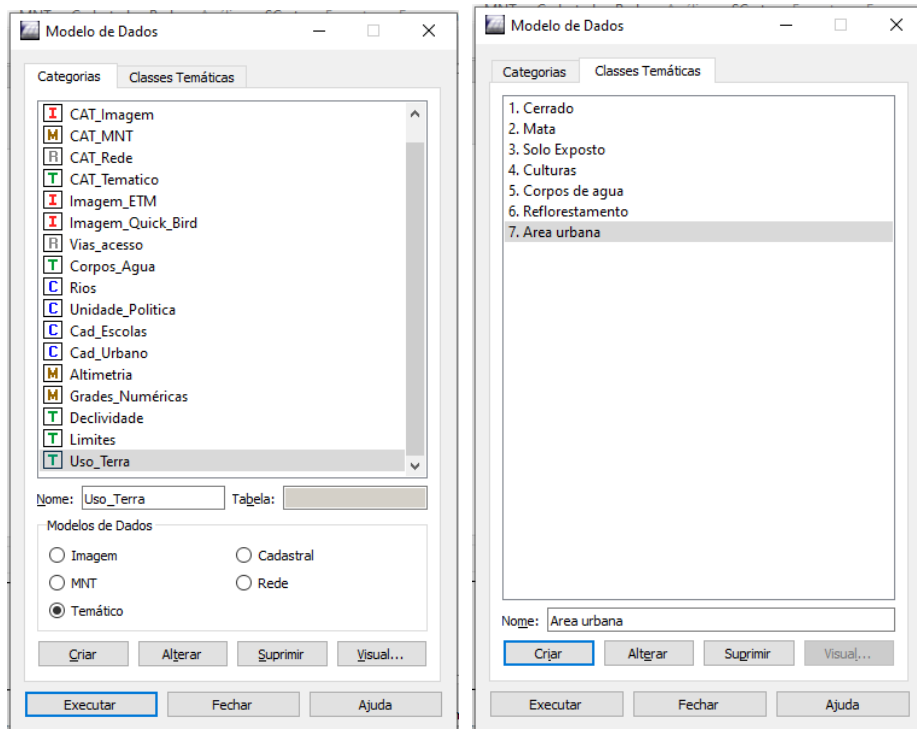 Modelo de Dados
Categorias Classes Temáticas
I CAT_Imagem
M CAT_MNT
R CAT_Rede
T CAT_Tematico
I Imagem_ETM
I Imagem_Quick_Bird
R Vias_acesso
T Corpos_Agua
C Rios
C Unidade_Politica
C Cad_Escolas
C Cad_Urbano
M Altimetria
M Grades_Numéricas
T Declividade
T Limites
T Uso_Terra
Nome: Uso_Terra Tabela:
Modelos de Dados
Imagem Cadastral
MNT Rede
Temático
Criar Alterar Suprimir Visual...
Executar Fechar Ajuda
Modelo de Dados
Categorias Classes Temáticas
1. Cerrado
2. Mata
3. Solo Exposto
4. Culturas
5. Corpos de agua
6. Reflorestamento
7. Area urbana
Nome: Area urbana
Criar Alterar Suprimir Visual...
Executar Fechar Ajuda